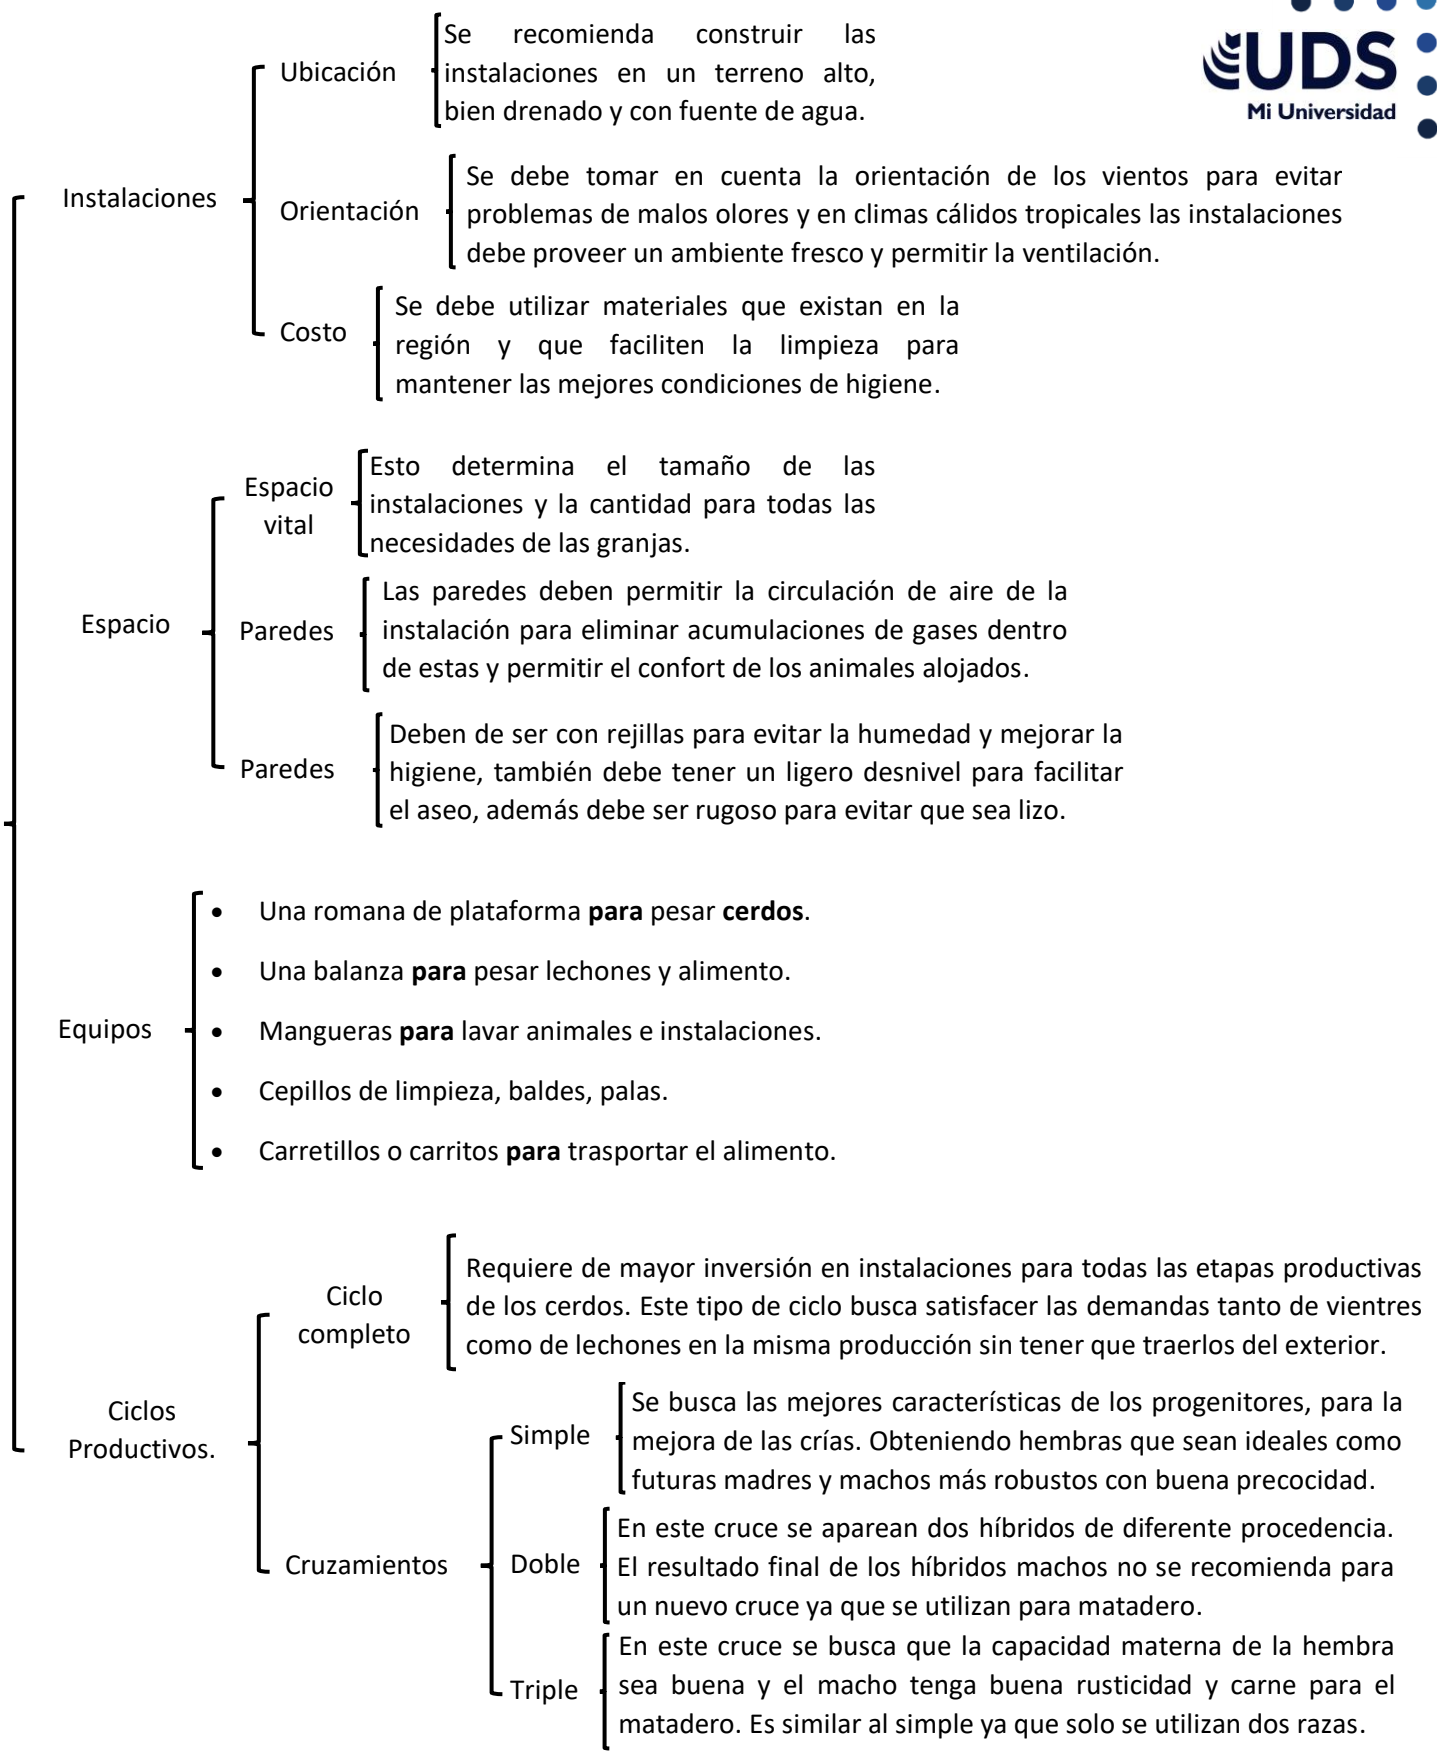 UDS
Mi Universidad
Instalaciones
Ubicación
Se recomienda construir las
instalaciones en un terreno alto,
bien drenado y con fuente de agua.
Orientación
Se debe tomar en cuenta la orientación de los vientos para evitar
problemas de malos olores y en climas cálidos tropicales las instalaciones
debe proveer un ambiente fresco y permitir la ventilación.
Costo
Se debe utilizar materiales que existan en la
región y que faciliten la limpieza para
mantener las mejores condiciones de higiene.
Espacio
Espacio
vital
Esto determina el tamaño de las
instalaciones y la cantidad para todas las
necesidades de las granjas.
Paredes
Las paredes deben permitir la circulación de aire de la
instalación para eliminar acumulaciones de gases dentro
de estas y permitir el confort de los animales alojados.
Paredes
Deben de ser con rejillas para evitar la humedad y mejorar la
higiene, también debe tener un ligero desnivel para facilitar
el aseo, además debe ser rugoso para evitar que sea lizo.
Equipos
• Una romana de plataforma para pesar cerdos.
• Una balanza para pesar lechones y alimento.
• Mangueras para lavar animales e instalaciones.
• Cepillos de limpieza, baldes, palas.
• Carretillos o carritos para trasportar el alimento.
Ciclos
Productivos.
Ciclo
completo
Requiere de mayor inversión en instalaciones para todas las etapas productivas
de los cerdos. Este tipo de ciclo busca satisfacer las demandas tanto de vientres
como de lechones en la misma producción sin tener que traerlos del exterior.
Cruzamientos
Simple
Se busca las mejores características de los progenitores, para la
mejora de las crías. Obteniendo hembras que sean ideales como
futuras madres y machos más robustos con buena precocidad.
Doble
En este cruce se aparean dos híbridos de diferente procedencia.
El resultado final de los híbridos machos no se recomienda para
un nuevo cruce ya que se utilizan para matadero.
Triple
En este cruce se busca que la capacidad materna de la hembra
sea buena y el macho tenga buena rusticidad y carne para el
matadero. Es similar al simple ya que solo se utilizan dos razas.